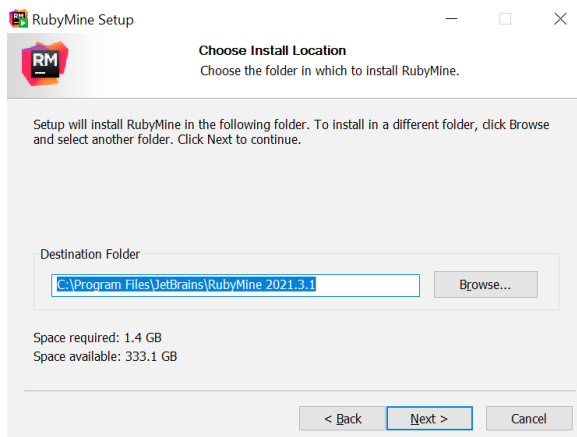 RubyMine Setup
RM
Choose Install Location
Choose the folder in which to install RubyMine.
Setup will install RubyMine in the following folder. To install in a different folder, click Browse
and select another folder. Click Next to continue.
Destination Folder
C:\Program Files\JetBrains\RubyMine 2021.3.1
Browse...
Space required: 1.4 GB
Space available: 333.1 GB
< Back
Next >
Cancel